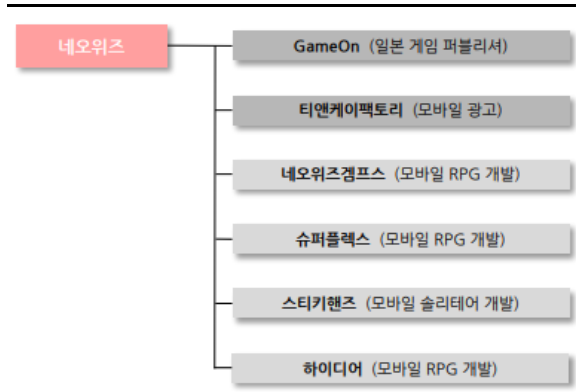 네오위즈
GameOn (일본 게임 퍼블리셔)
티앤케이팩토리 (모바일 광고)
네오위즈겜프스 (모바일 RPG 개발)
슈퍼플렉스 (모바일 RPG 개발)
스티키핸즈 (모바일 솔리테어 개발)
하이디어 (모바일 RPG 개발)